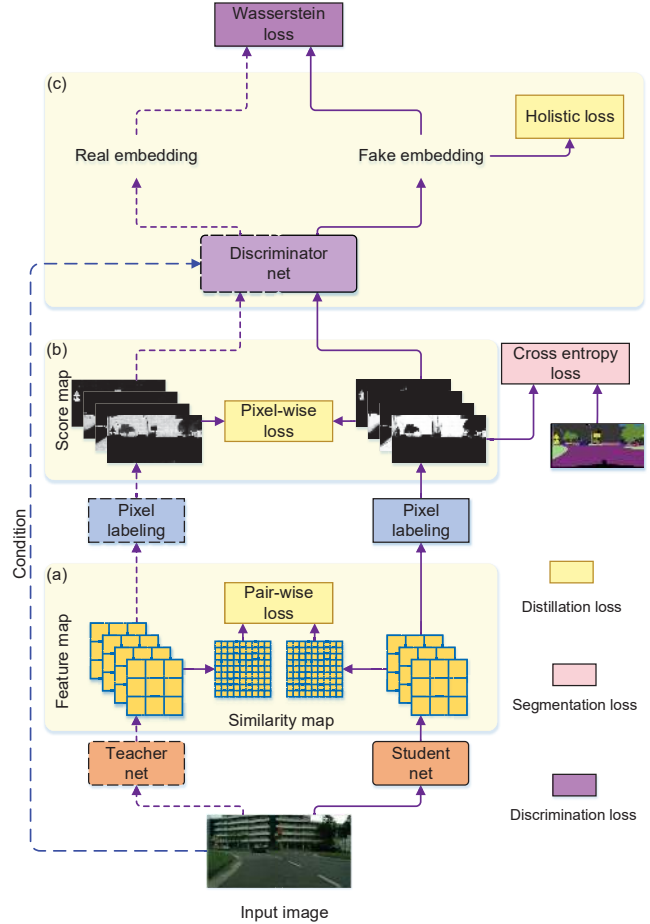 Wasserstein
loss
(c)
Holistic loss
Real embedding
Fake embedding
Discriminator
net
(b)
Score map
Pixel-wise
loss
Cross entropy
loss
Pixel
labeling
Pixel
labeling
Condition
(a)
Feature map
Pair-wise
loss
Similarity map
Distillation loss
Segmentation loss
Discrimination loss
Teacher
net
Student
net
Input image